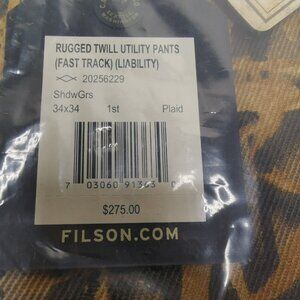 RUGGED TWILL UTILITY PANTS
(FAST TRACK) (LIABILITY)
20256229
ShdwGrs
34x34 1st Plaid
7 03060 91363
$275.00
FILSON.COM